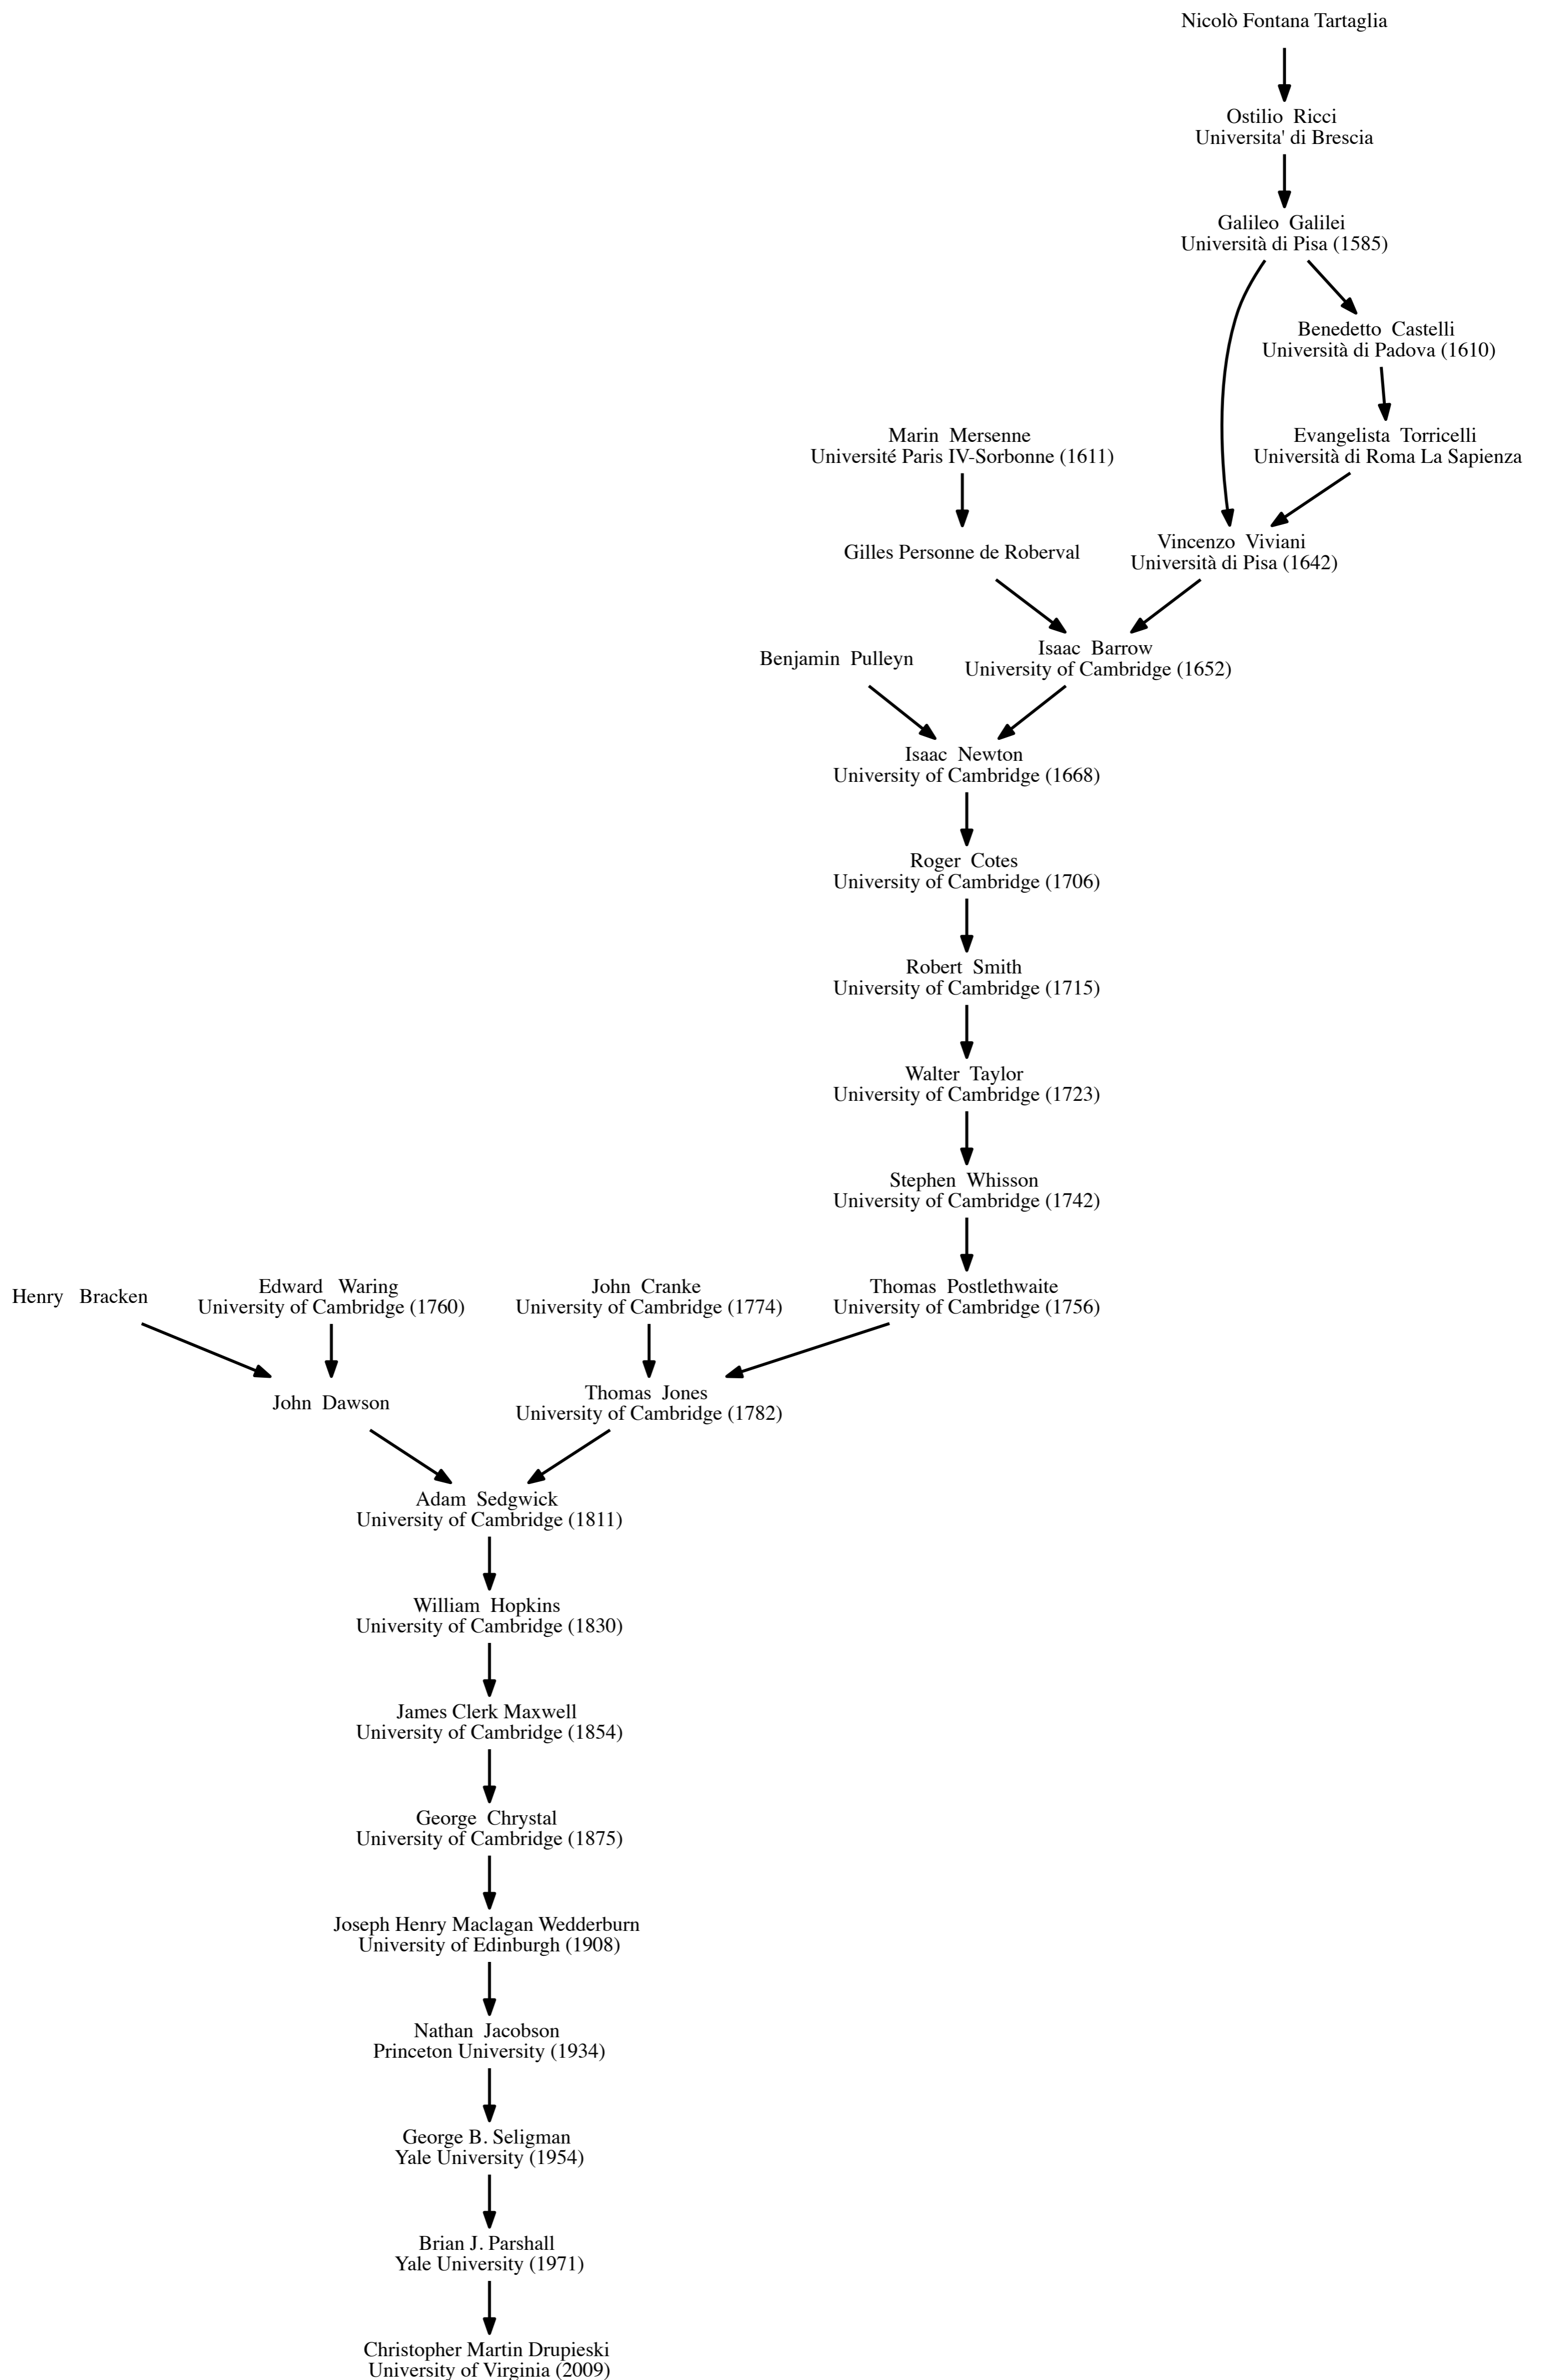 Nicolò Fontana Tartaglia
Ostilio Ricci
Universita' di Brescia
Galileo Galilei
Università di Pisa (1585)
Benedetto Castelli
Università di Padova (1610)
Marin Mersenne
Université Paris IV-Sorbonne (1611)
Evangelista Torricelli
Università di Roma La Sapienza
Gilles Personne de Roberval
Vincenzo Viviani
Università di Pisa (1642)
Benjamin Pulleyn
Isaac Barrow
University of Cambridge (1652)
Isaac Newton
University of Cambridge (1668)
Roger Cotes
University of Cambridge (1706)
Robert Smith
University of Cambridge (1715)
Walter Taylor
University of Cambridge (1723)
Stephen Whisson
University of Cambridge (1742)
Henry Bracken
Edward Waring
University of Cambridge (1760)
John Cranke
University of Cambridge (1774)
Thomas Postlethwaite
University of Cambridge (1756)
John Dawson
Thomas Jones
University of Cambridge (1782)
Adam Sedgwick
University of Cambridge (1811)
William Hopkins
University of Cambridge (1830)
James Clerk Maxwell
University of Cambridge (1854)
George Chrystal
University of Cambridge (1875)
Joseph Henry Maclagan Wedderburn
University of Edinburgh (1908)
Nathan Jacobson
Princeton University (1934)
George B. Seligman
Yale University (1954)
Brian J. Parshall
Yale University (1971)
Christopher Martin Drupieski
University of Virginia (2009)